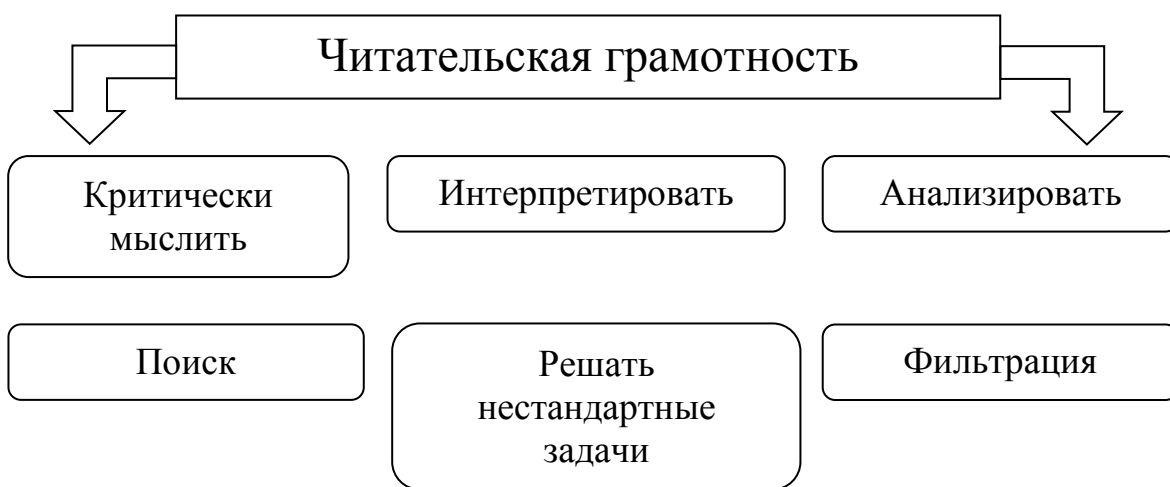 Читательская грамотность
Критически
мыслить
Интерпретировать
Анализировать
Поиск
Решать
нестандартные
задачи
Фильтрация